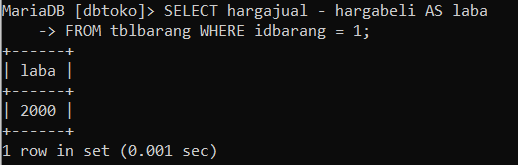 MariaDB [dbtoko]> SELECT hargajual - hargabeli AS laba
    -> FROM tblbarang WHERE idbarang = 1;
+------+
| laba |
+------+
| 2000 |
+------+
1 row in set (0.001 sec)